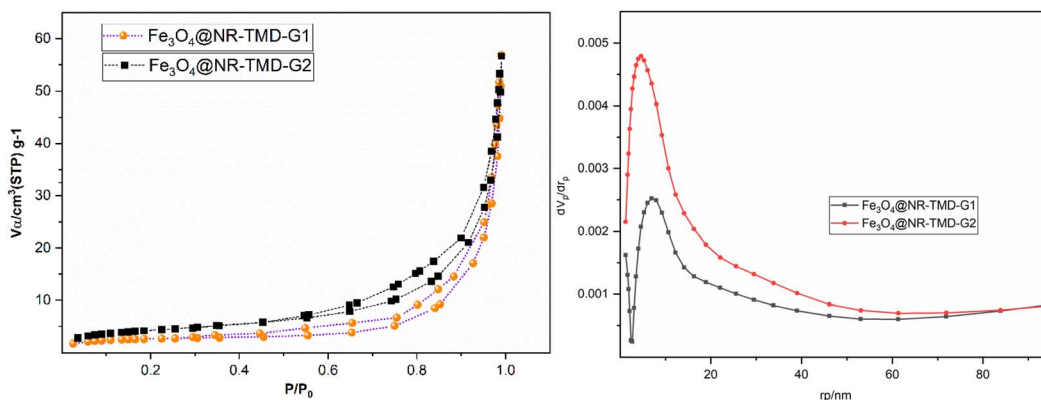 Fe₃O₄@NR-TMD-G1
Fe₃O₄@NR-TMD-G2
Vα/cm³(STP) g-1
60
50
40
30
20
10
0
0.2
0.4
0.6
0.8
1.0
P/P₀
dVₚ/drₚ
0.005
0.004
0.003
0.002
0.001
Fe₃O₄@NR-TMD-G1
Fe₃O₄@NR-TMD-G2
0
20
40
60
80
rp/nm